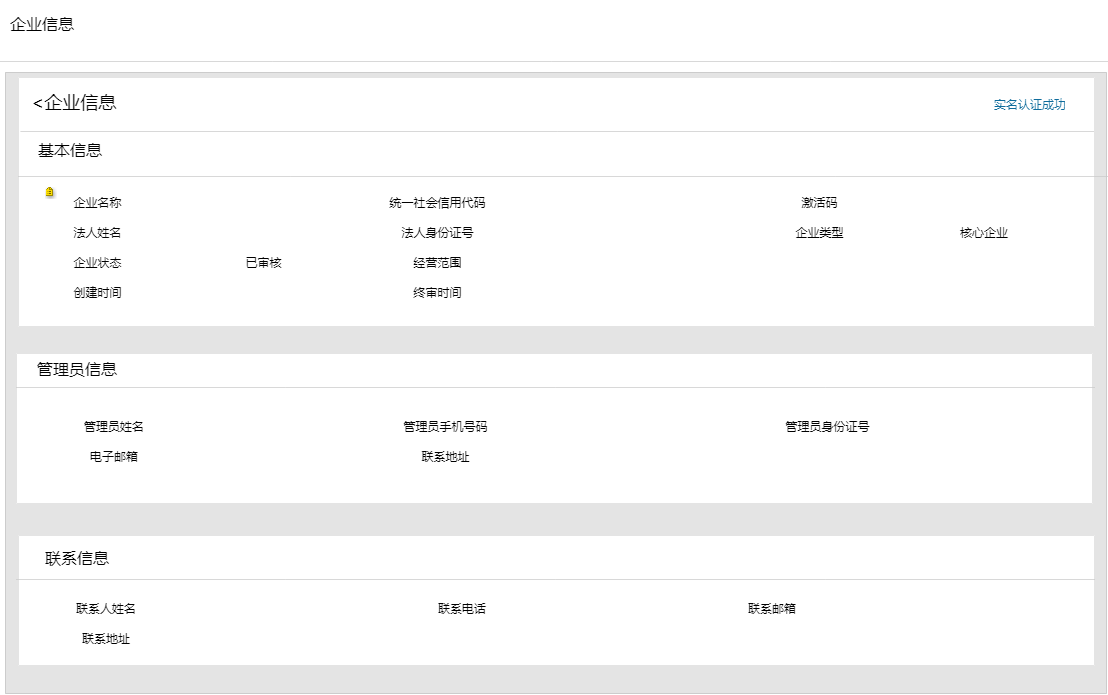 企业信息
<企业信息 实名认证成功
基本信息
企业名称 统一社会信用代码 激活码
法人姓名 法人身份证号 企业类型 核心企业
企业状态 已审核 经营范围
创建时间 终审时间
管理员信息
管理员姓名 管理员手机号码 管理员身份证号
电子邮箱 联系地址
联系信息
联系人姓名 联系电话 联系邮箱
联系地址